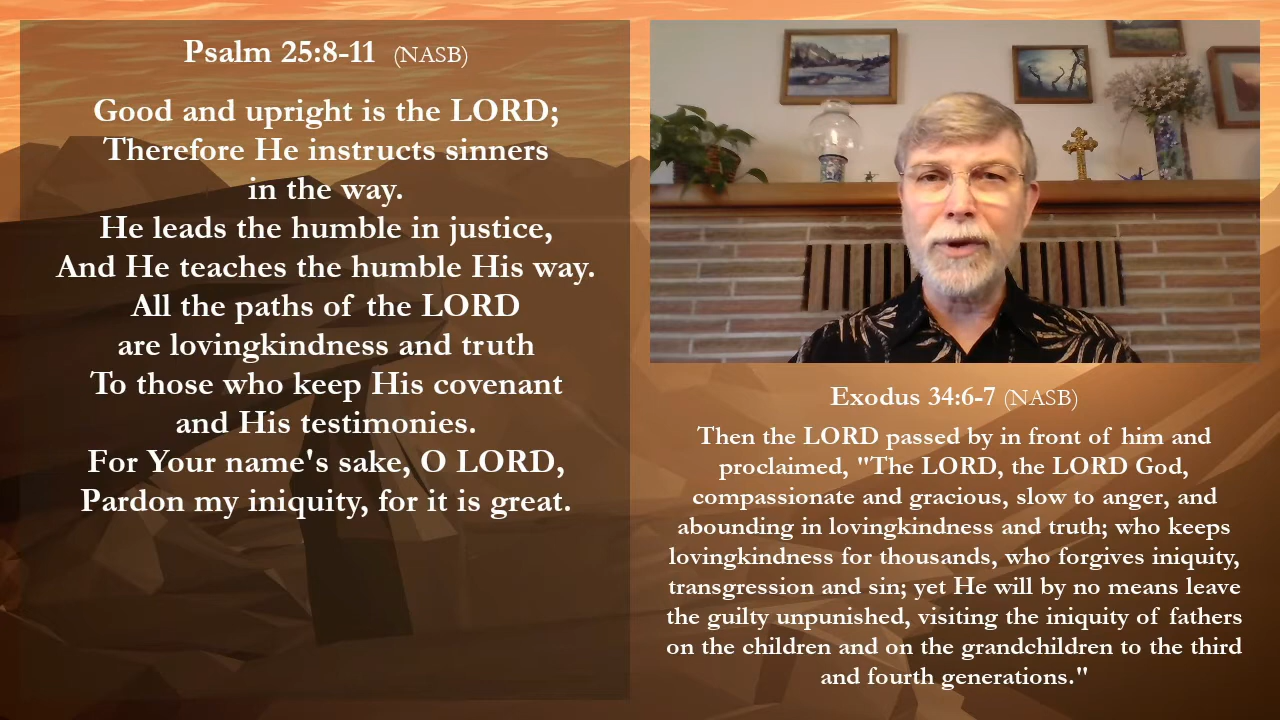 Psalm 25:8-11 (NASB)
Good and upright is the LORD;
Therefore He instructs sinners
in the way.
He leads the humble in justice,
And He teaches the humble His way.
All the paths of the LORD
are lovingkindness and truth
To those who keep His covenant
and His testimonies.
For Your name's sake, O LORD,
Pardon my iniquity, for it is great.
Exodus 34:6-7 (NASB)
Then the LORD passed by in front of him and
proclaimed, "The LORD, the LORD God,
compassionate and gracious, slow to anger, and
abounding in lovingkindness and truth; who keeps
lovingkindness for thousands, who forgives iniquity,
transgression and sin; yet He will by no means leave
the guilty unpunished, visiting the iniquity of fathers
on the children and on the grandchildren to the third
and fourth generations."